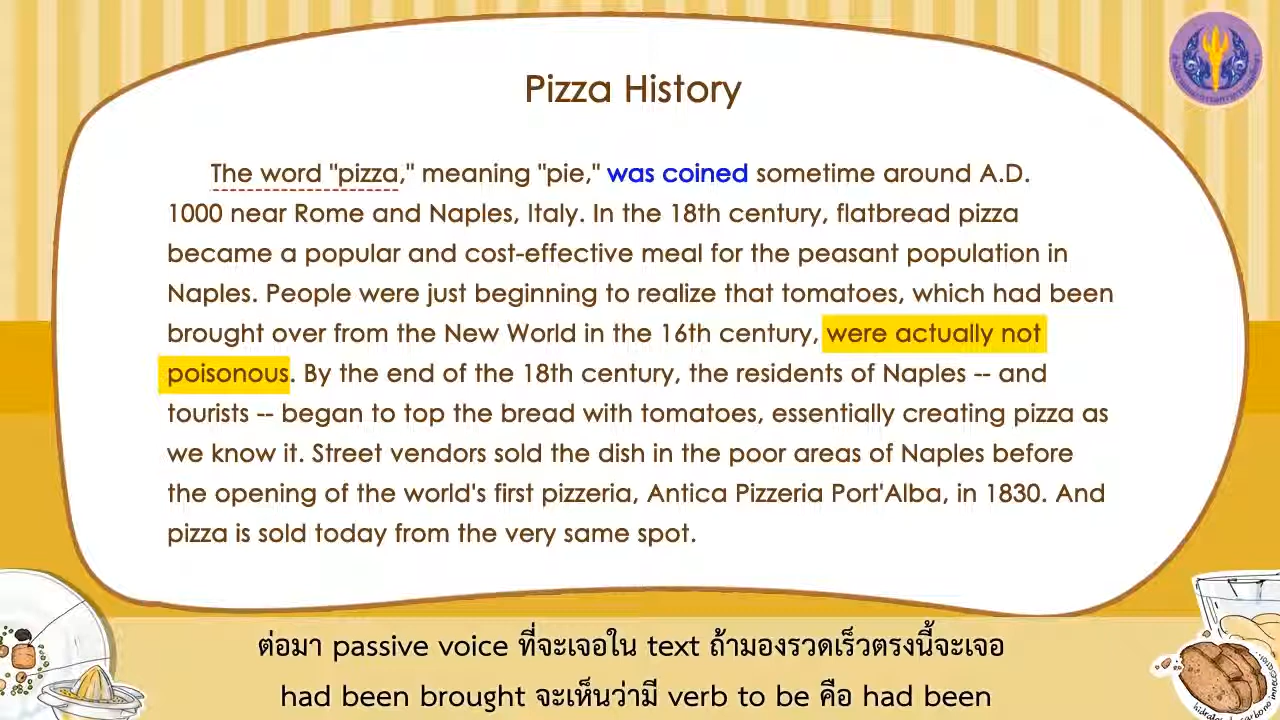 Pizza History
The word "pizza," meaning "pie," was coined sometime around A.D.
1000 near Rome and Naples, Italy. In the 18th century, flatbread pizza
became a popular and cost-effective meal for the peasant population in
Naples. People were just beginning to realize that tomatoes, which had been
brought over from the New World in the 16th century, were actually not
poisonous. By the end of the 18th century, the residents of Naples -- and
tourists -- began to top the bread with tomatoes, essentially creating pizza as
we know it. Street vendors sold the dish in the poor areas of Naples before
the opening of the world's first pizzeria, Antica Pizzeria Port'Alba, in 1830. And
pizza is sold today from the very same spot.
ต่อมา passive voice ที่จะเจอใน text ถ้ามองรวดเร็วตรงนี้จะเจอ
had been brought จะเห็นว่ามี verb to be คือ had been